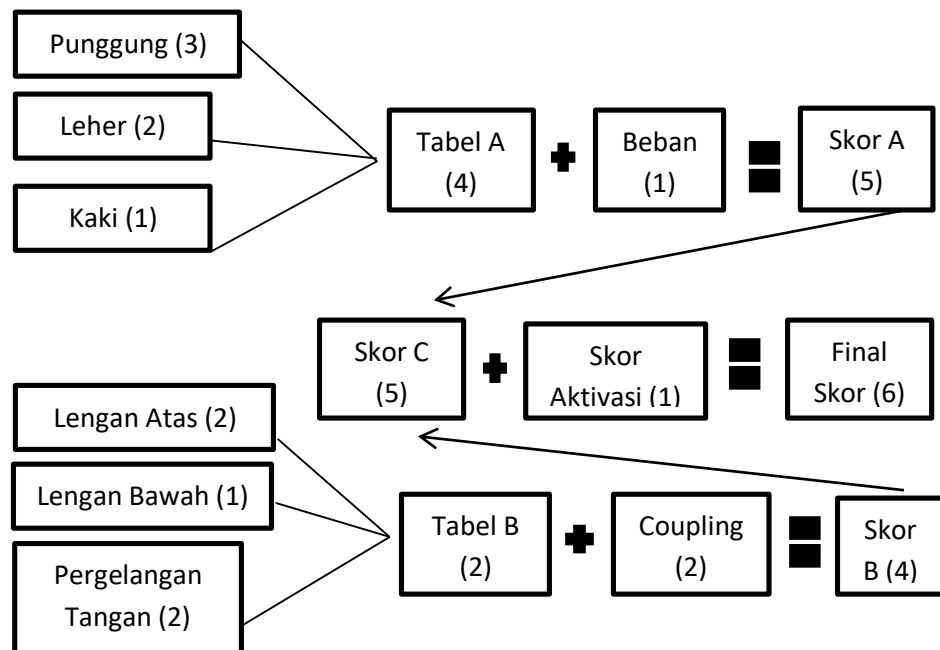 Punggung (3)
Leher (2)
Kaki (1)
Tabel A
(4)
Beban
(1)
Skor A
(5)
Skor C
(5)
Skor
Aktivasi (1)
Final
Skor (6)
Lengan Atas (2)
Lengan Bawah (1)
Pergelangan
Tangan (2)
Tabel B
(2)
Coupling
(2)
Skor
B (4)